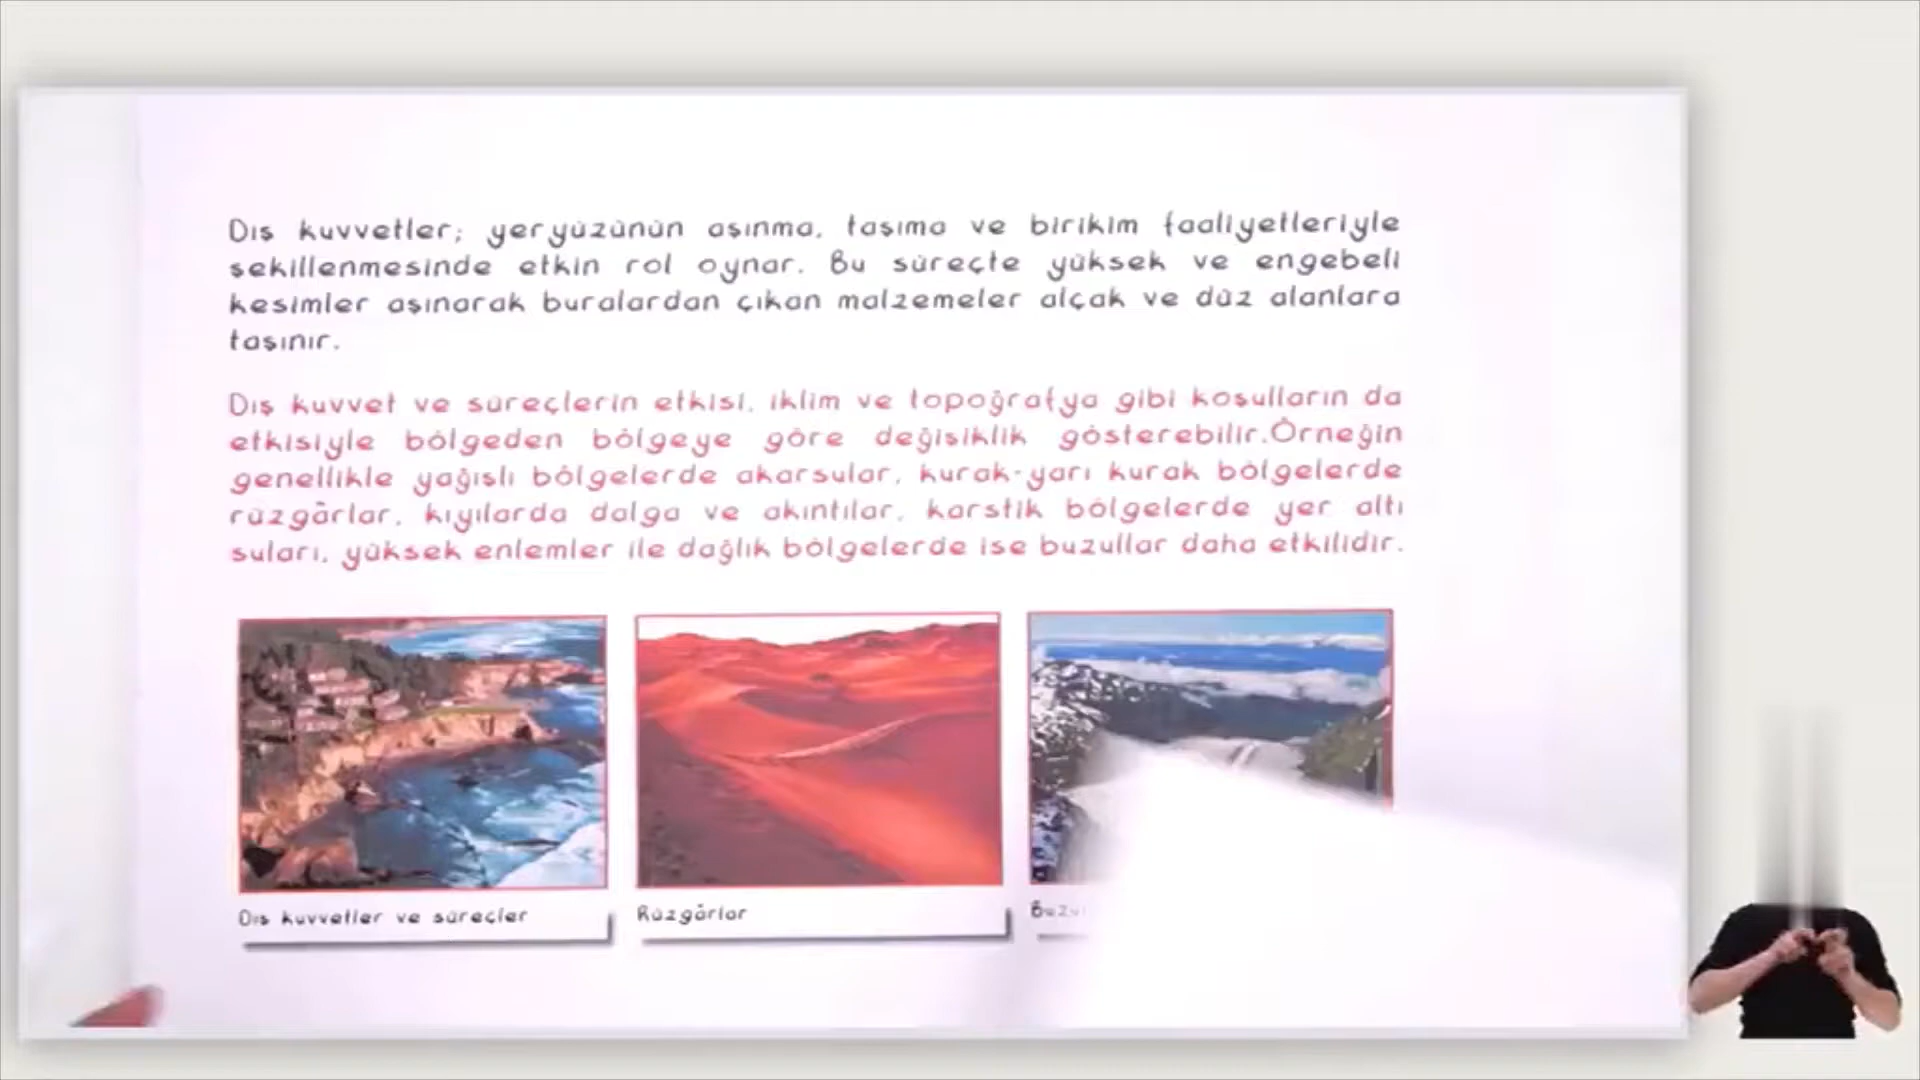 Dış kuvvetler; yeryüzünün aşınma, taşıma ve birikim faaliyetleriyle
şekillenmesinde etkin rol oynar. Bu süreçte yüksek ve engebeli
kesimler aşınarak buralardan çıkan malzemeler alçak ve düz alanlara
taşınır.
Dış kuvvet ve süreçlerin etkisi, iklim ve topoğrafya gibi koşulların da
etkisiyle bölgeden bölgeye göre değişiklik gösterebilir.Örneğin
genellikle yağışlı bölgelerde akarsular, kurak-yarı kurak bölgelerde
rüzgârlar, kıyılarda dalga ve akıntılar, karstik bölgelerde yer altı
suları, yüksek enlemler ile dağlık bölgelerde ise buzullar daha etkilidir.
Dış kuvvetler ve süreçler
Rüzgârlar